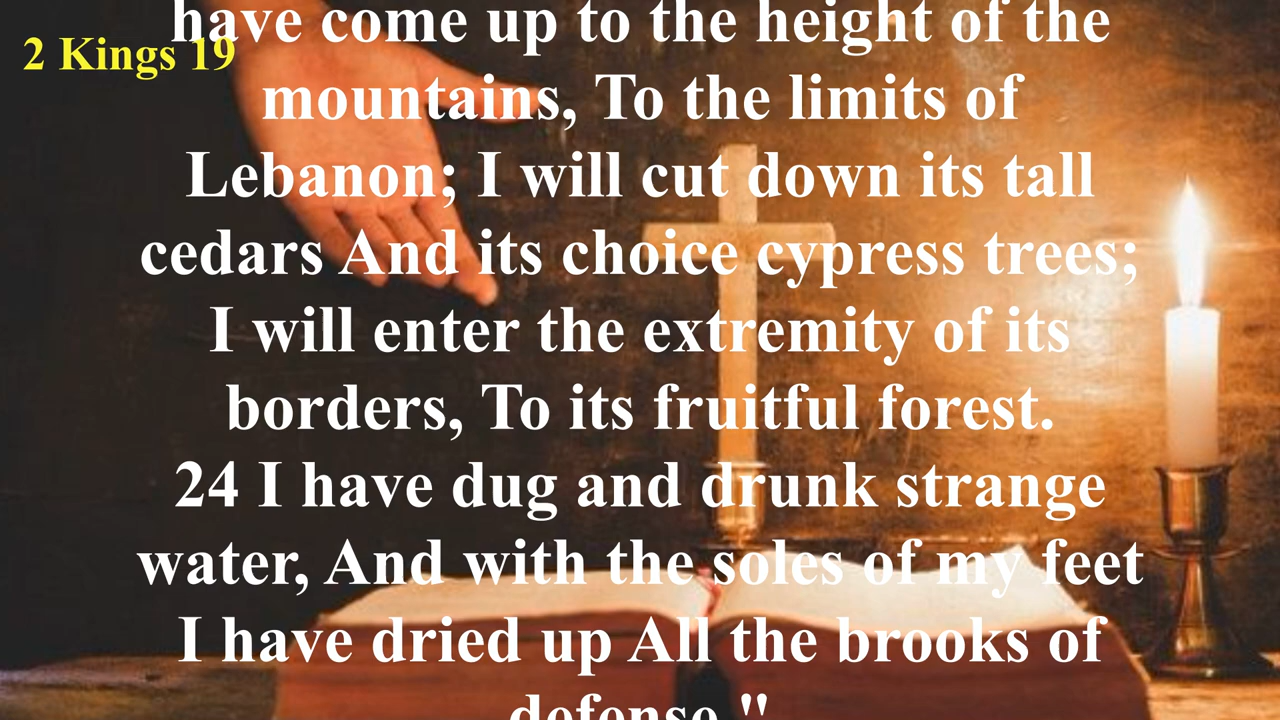 2 Kings 19
have come up to the height of the
mountains, To the limits of
Lebanon; I will cut down its tall
cedars And its choice cypress trees;
I will enter the extremity of its
borders, To its fruitful forest.
24 I have dug and drunk strange
water, And with the soles of my feet
I have dried up All the brooks of
defense."